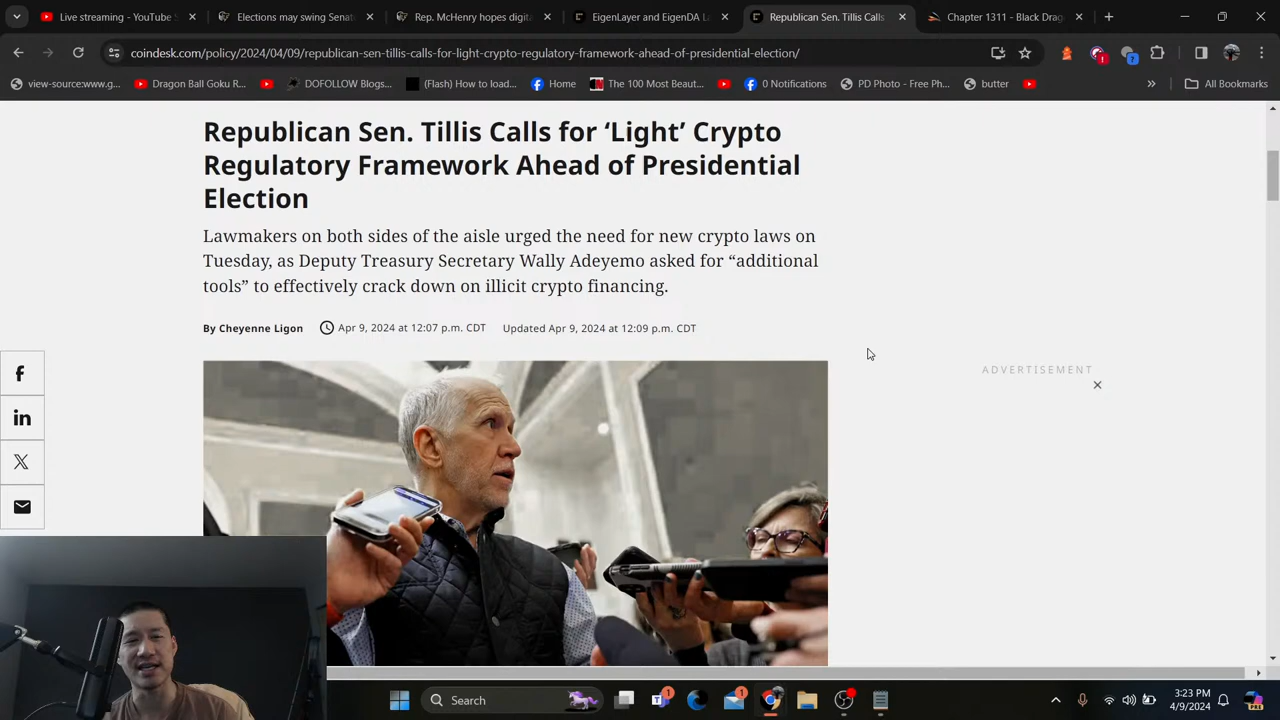 Live streaming - YouTube S
Elections may swing Senat
Rep. McHenry hopes digita
EigenLayer and EigenDA L
Republican Sen. Tillis Calls
Chapter 1311 - Black Drag
coindesk.com/policy/2024/04/09/republican-sen-tillis-calls-for-light-crypto-regulatory-framework-ahead-of-presidential-election/
view-source:www.g...
Dragon Ball Goku R...
DOFOLLOW Blogs...
(Flash) How to load...
Home
The 100 Most Beaut...
0 Notifications
PD Photo - Free Ph...
butter
All Bookmarks
Republican Sen. Tillis Calls for ‘Light’ Crypto
Regulatory Framework Ahead of Presidential
Election
Lawmakers on both sides of the aisle urged the need for new crypto laws on
Tuesday, as Deputy Treasury Secretary Wally Adeyemo asked for “additional
tools” to effectively crack down on illicit crypto financing.
By Cheyenne Ligon
Apr 9, 2024 at 12:07 p.m. CDT
Updated Apr 9, 2024 at 12:09 p.m. CDT
ADVERTISEMENT
Search
1
1
3:23 PM
4/9/2024